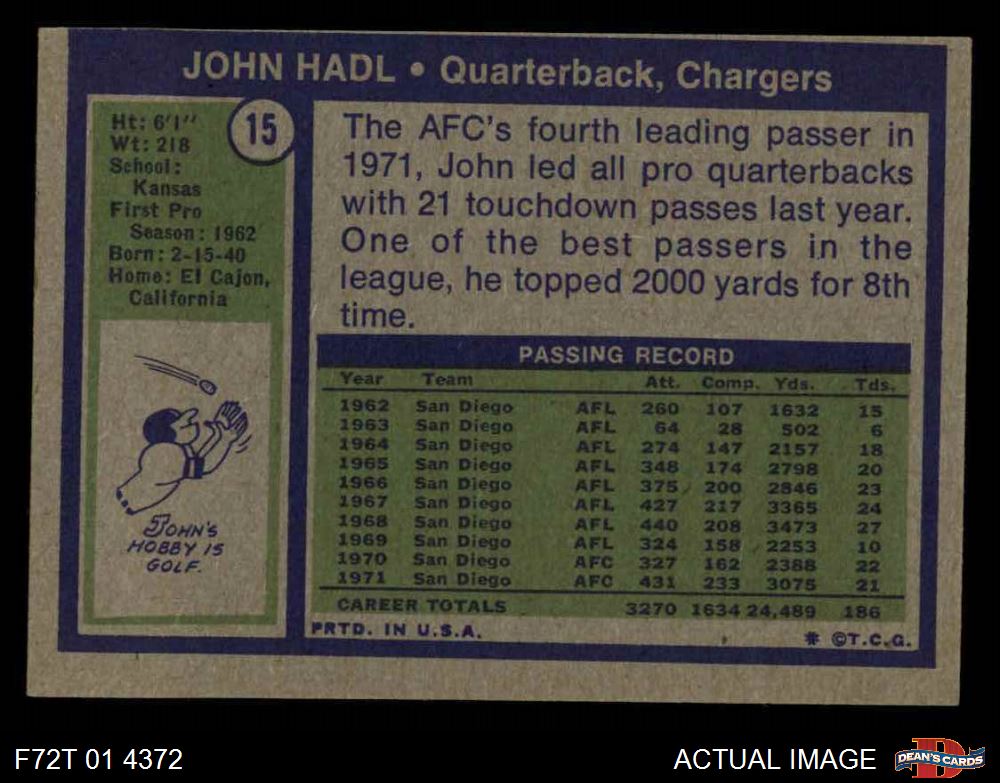 JOHN HADL • Quarterback, Chargers
Ht: 6'1"
Wt: 218
School:
Kansas
First Pro
Season: 1962
Born: 2-15-40
Home: El Cajon,
California
15
JOHN'S
HOBBY IS
GOLF.
The AFC's fourth leading passer in
1971, John led all pro quarterbacks
with 21 touchdown passes last year.
One of the best passers in the
league, he topped 2000 yards for 8th
time.
PASSING RECORD
Year Team Att. Comp. Yds. Tds.
1962 San Diego AFL 260 107 1632 15
1963 San Diego AFL 64 28 502 6
1964 San Diego AFL 274 147 2157 18
1965 San Diego AFL 348 174 2798 20
1966 San Diego AFL 375 200 2846 23
1967 San Diego AFL 427 217 3365 24
1968 San Diego AFL 440 208 3473 27
1969 San Diego AFL 324 158 2253 10
1970 San Diego AFC 327 162 2388 22
1971 San Diego AFC 431 233 3075 21
CAREER TOTALS 3270 1634 24,489 186
PRTD. IN U.S.A. * ©T.C.G.
F72T 01 4372 ACTUAL IMAGE D DEAN'S CARDS